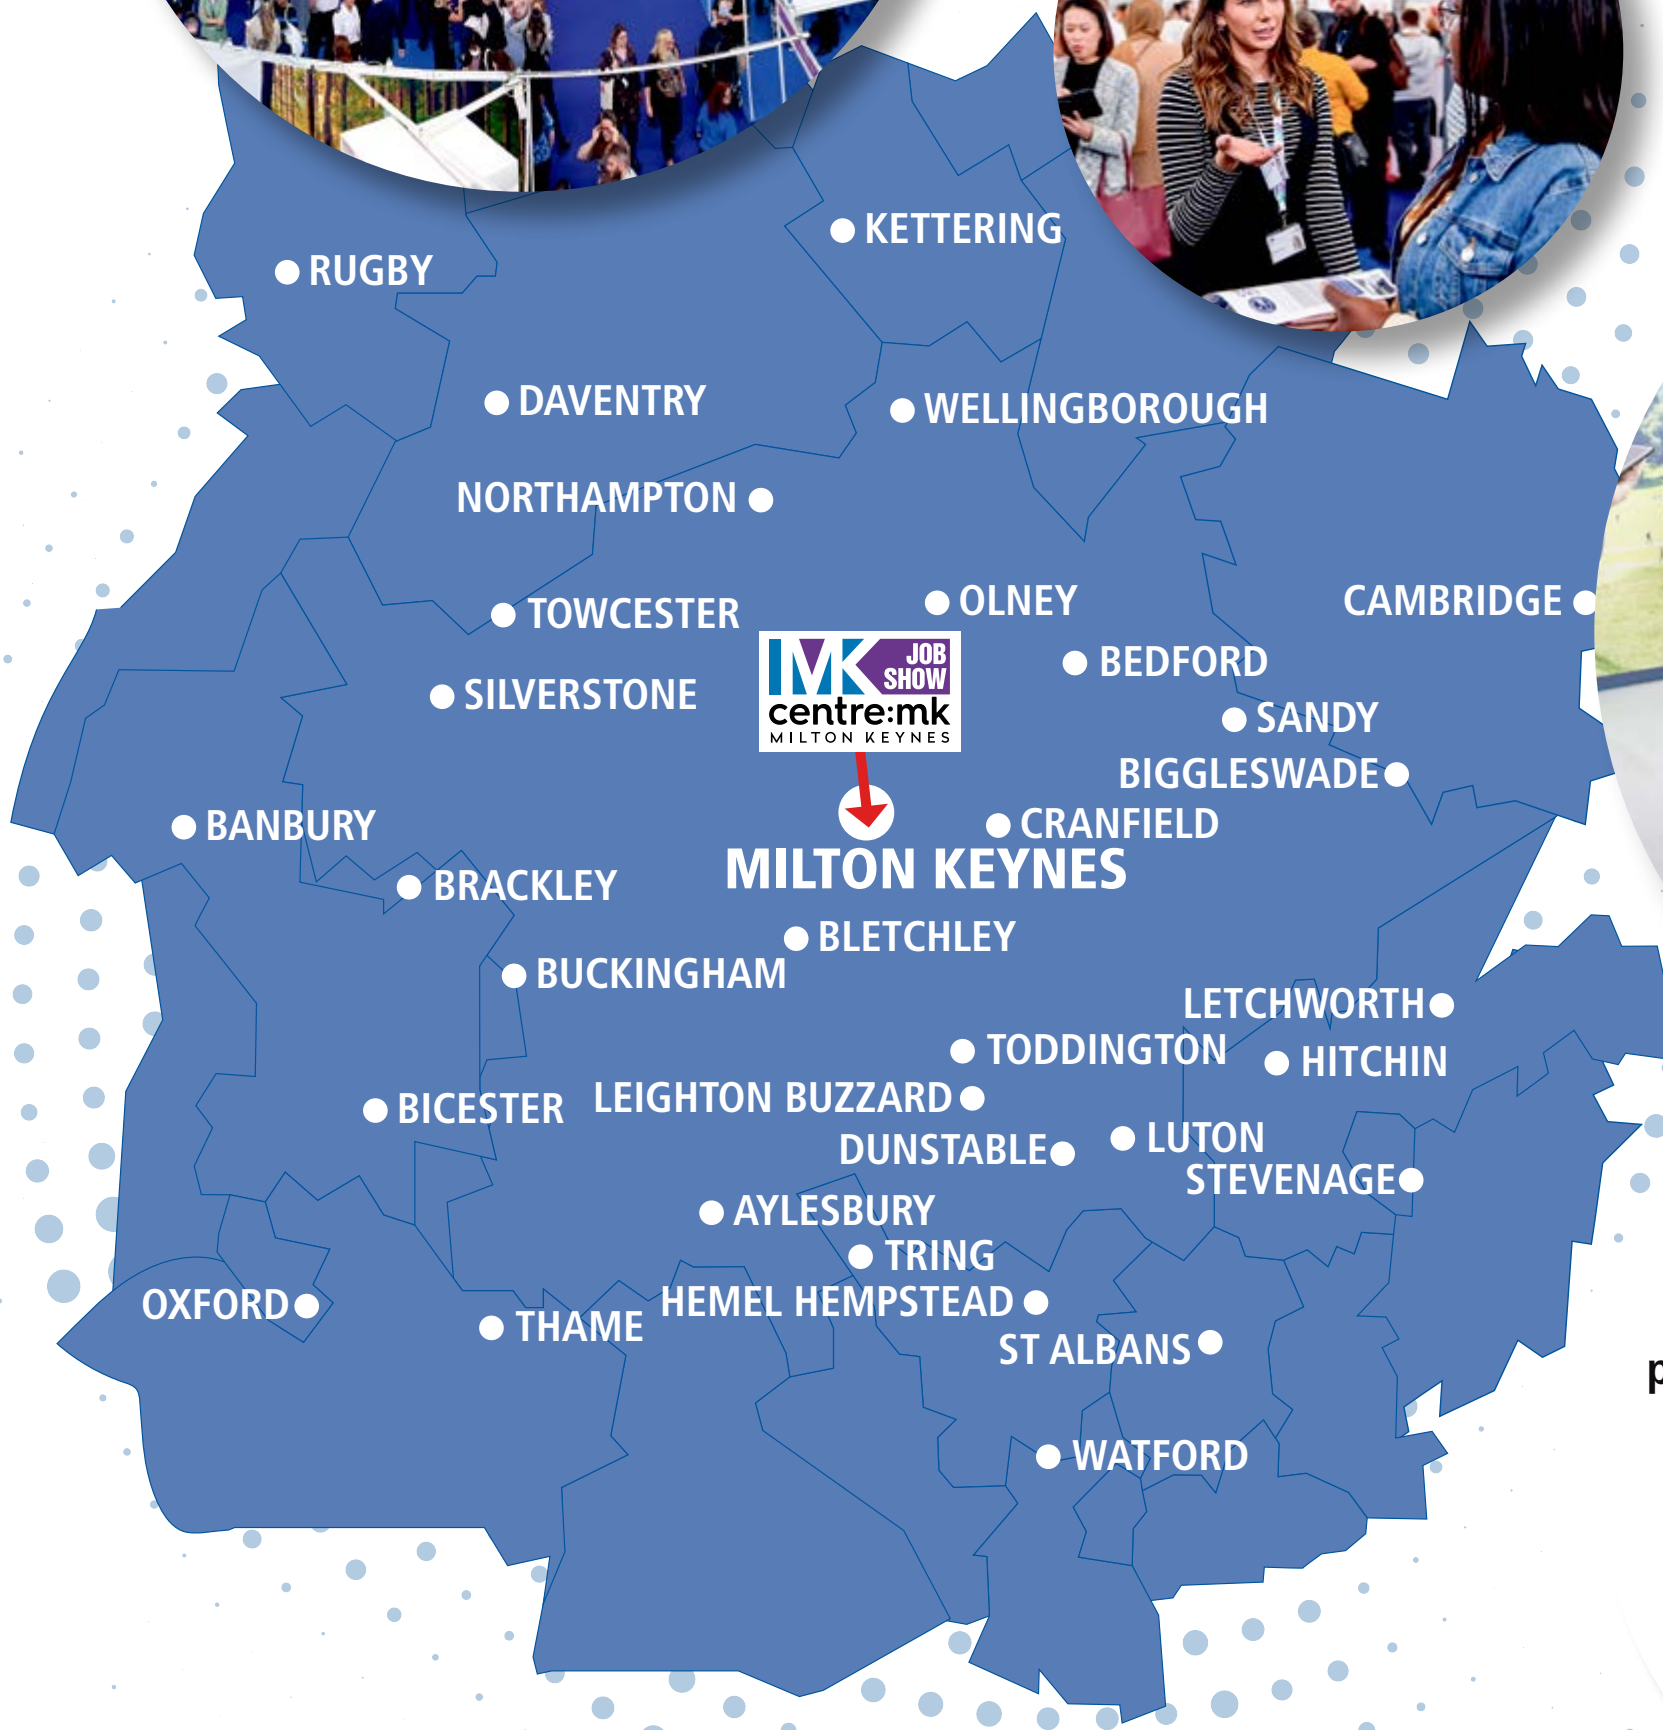 KETTERING
RUGBY
DAVENTRY
WELLINGBOROUGH
NORTHAMPTON
OLNEY
CAMBRIDGE
TOWCESTER
MK JOB
SHOW
centre:mk
MILTON KEYNES
BEDFORD
SILVERSTONE
SANDY
BIGGLESWADE
BANBURY
CRANFIELD
MILTON KEYNES
BRACKLEY
BLETCHLEY
BUCKINGHAM
LETCHWORTH
TODDINGTON
HITCHIN
BICESTER
LEIGHTON BUZZARD
DUNSTABLE
LUTON
STEVENAGE
AYLESBURY
TRING
OXFORD
HEMEL HEMPSTEAD
THAME
ST ALBANS
p
WATFORD